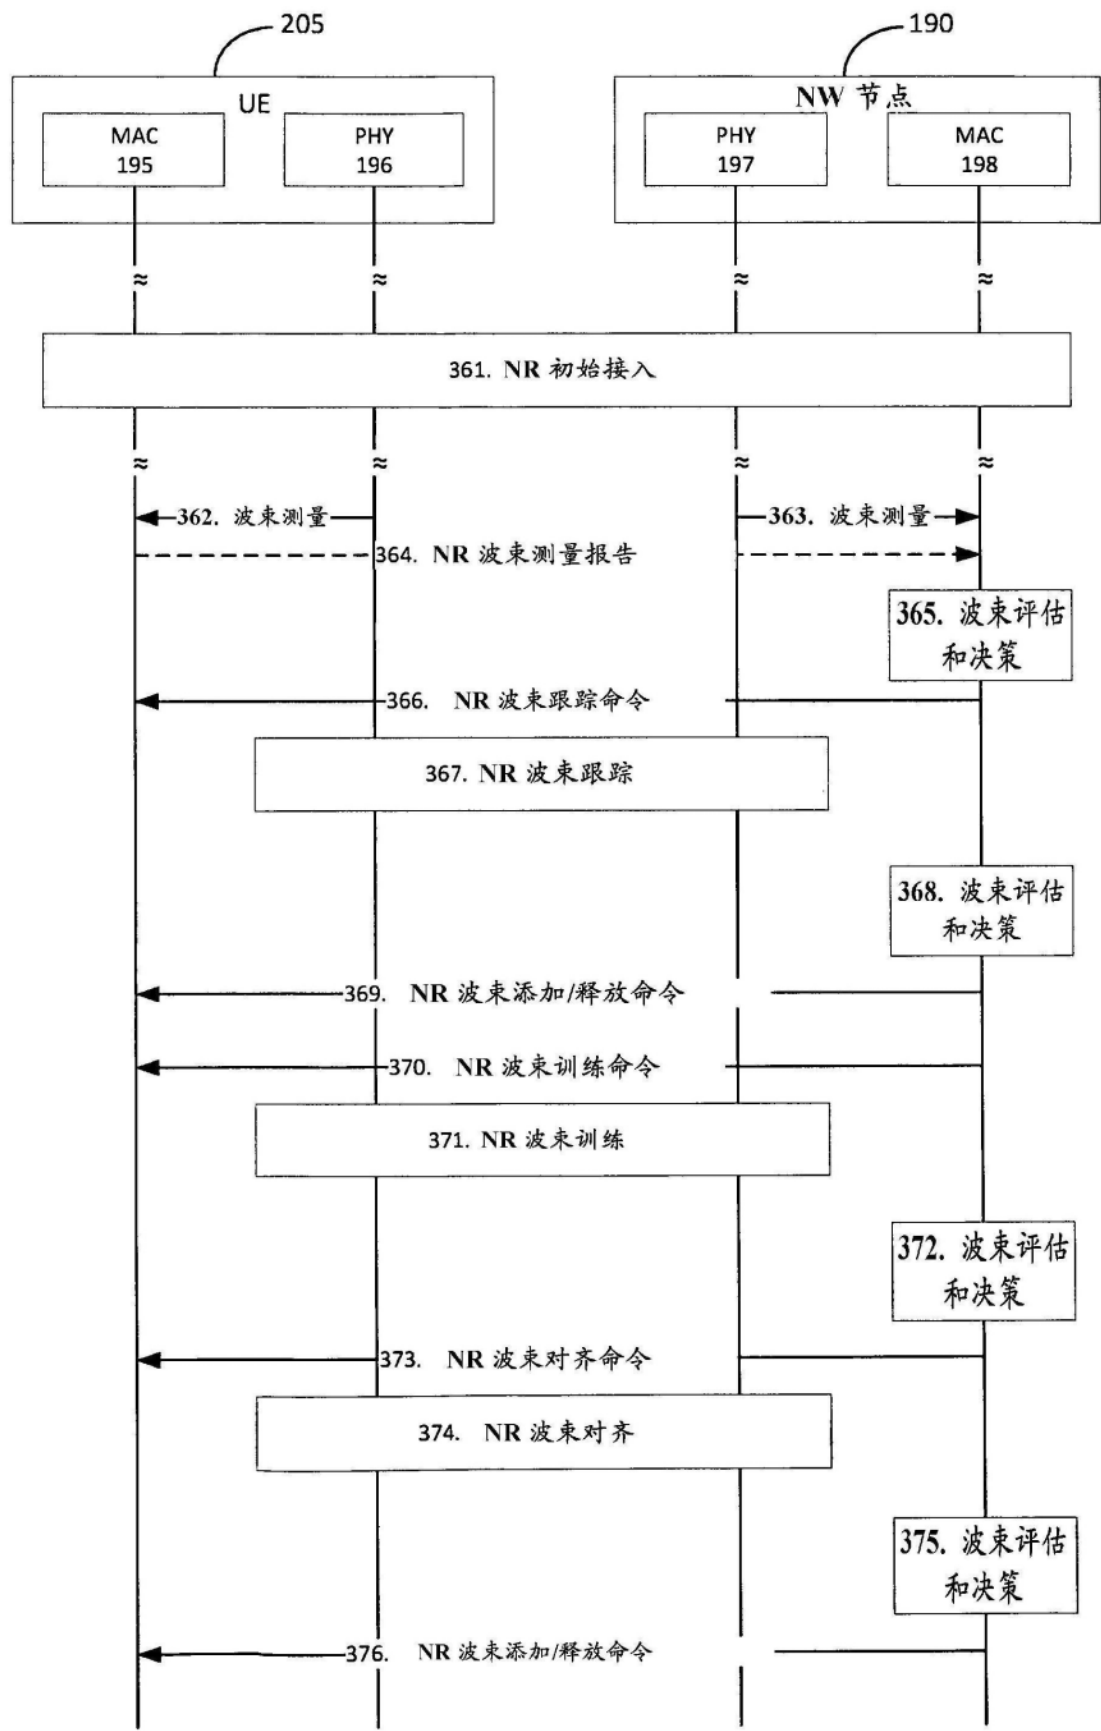 205
190
UE
NW 节点
MAC
195
PHY
196
PHY
197
MAC
198
≈ ≈ ≈ ≈
361. NR 初始接入
≈ ≈ ≈ ≈
362. 波束测量
363. 波束测量
364. NR 波束测量报告
365. 波束评估
和决策
366. NR 波束跟踪命令
367. NR 波束跟踪
368. 波束评估
和决策
369. NR 波束添加/释放命令
370. NR 波束训练命令
371. NR 波束训练
372. 波束评估
和决策
373. NR 波束对齐命令
374. NR 波束对齐
375. 波束评估
和决策
376. NR 波束添加/释放命令